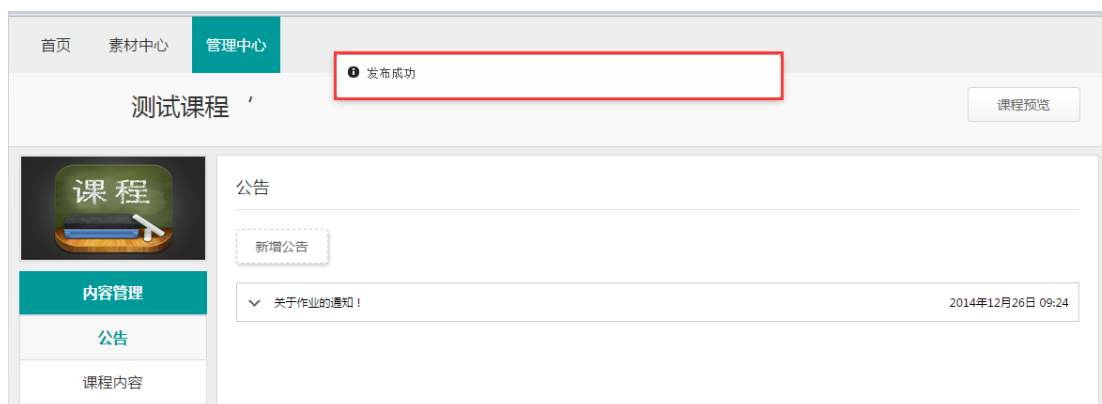 首页 素材中心 管理中心
发布成功
测试课程 ‘
课程预览
课程
公告
新增公告
内容管理
关于作业的通知！ 2014年12月26日 09:24
公告
课程内容